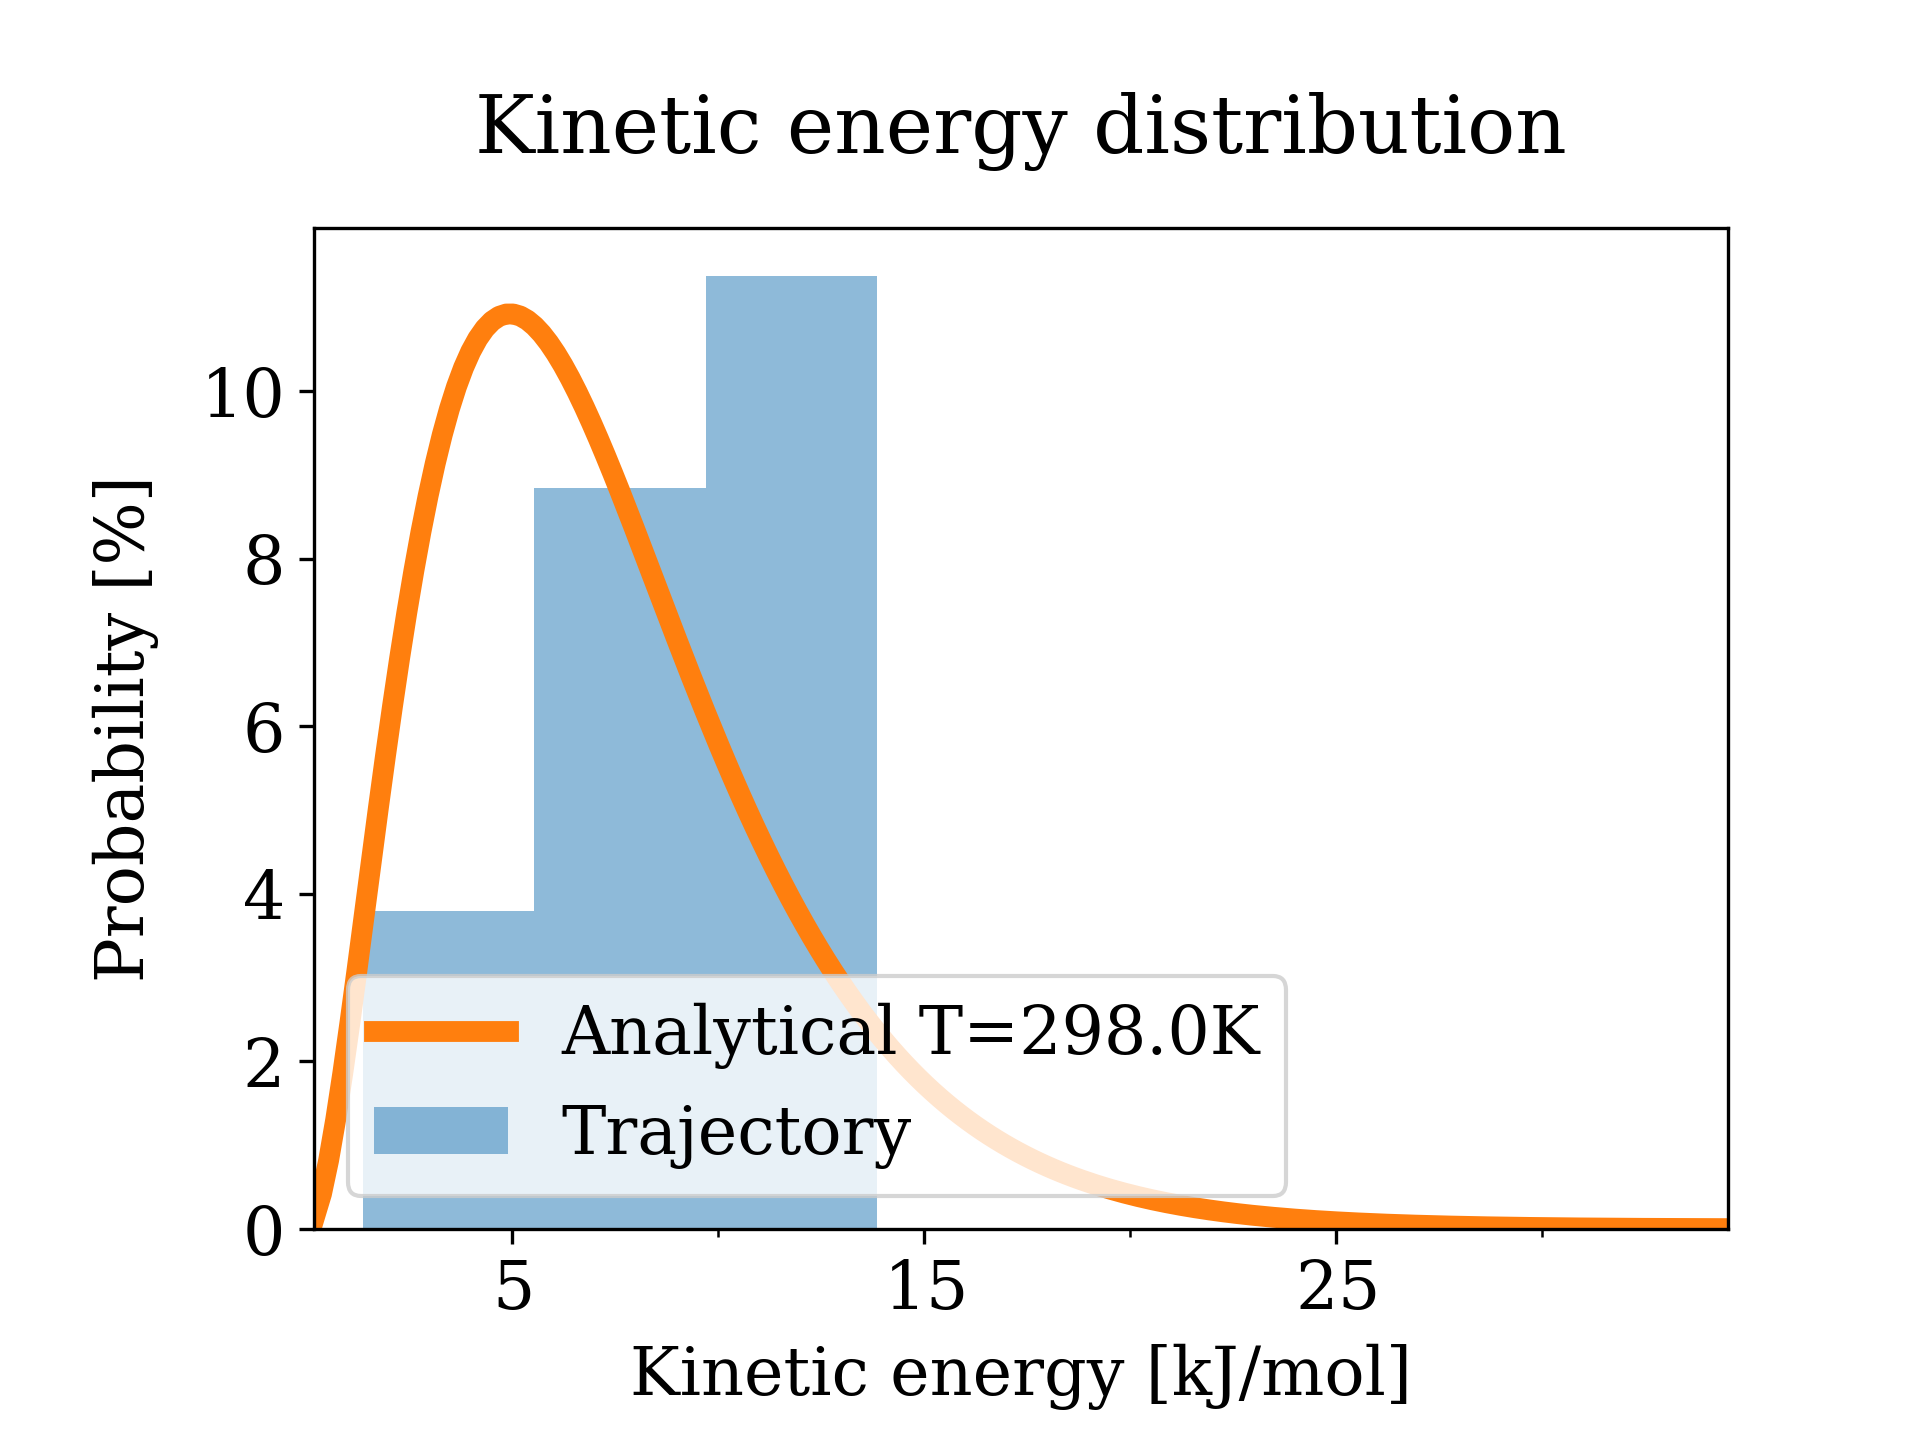 Kinetic energy distribution
Probability [%]
10
8
6
4
2
0
Analytical T=298.0K
Trajectory
5 15 25
Kinetic energy [kJ/mol]